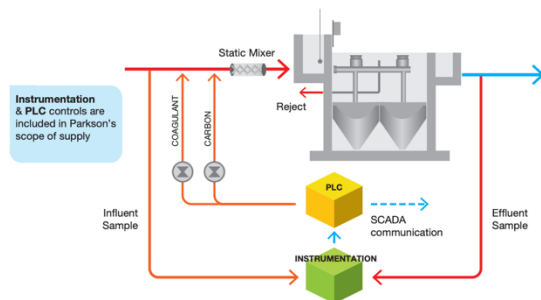 Static Mixer
Instrumentation
& PLC controls are
included in Parkson's
scope of supply
COAGULANT
CARBON
Reject
PLC
Influent
Sample
SCADA
communication
Effluent
Sample
INSTRUMENTATION